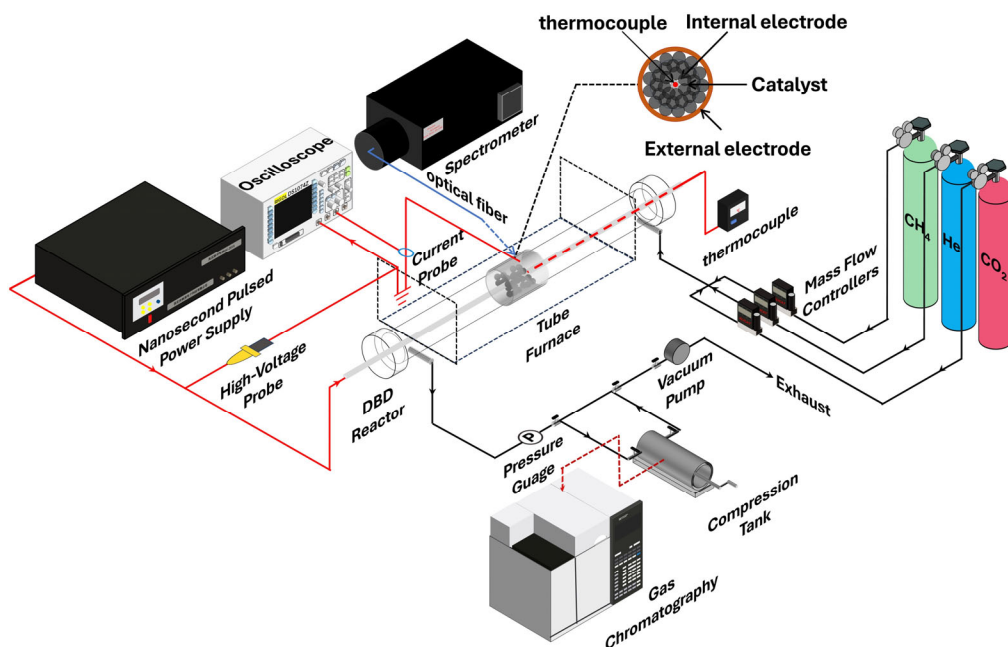 thermocouple
Internal electrode
Catalyst
External electrode
Spectrometer
optical fiber
Oscilloscope
DS1074Z
Nanosecond Pulsed
Power Supply
Current
Probe
High-Voltage
Probe
DBD
Reactor
Tube
Furnace
thermocouple
Mass Flow
Controllers
CH4
He
CO2
Vacuum
Pump
Exhaust
P
Pressure
Guage
Compression
Tank
Gas
Chromatography